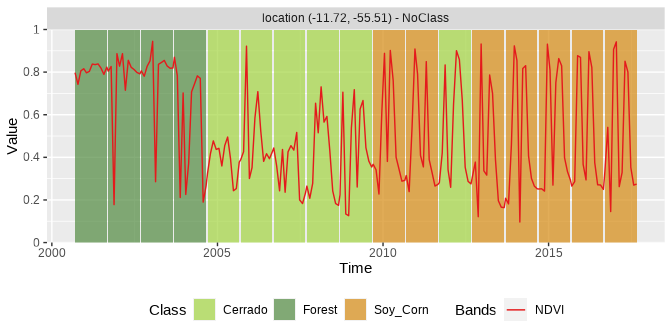 location (-11.72, -55.51) - NoClass
1
0.8
0.6
0.4
0.2
0
Value
2000 2005 2010 2015
Time
Class Cerrado Forest Soy_Corn Bands NDVI